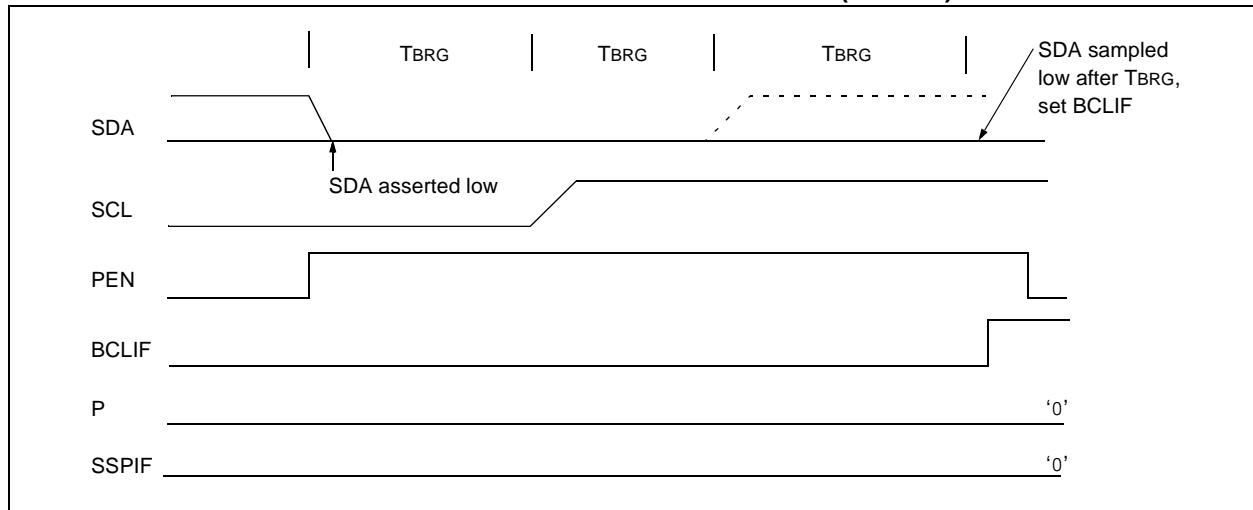 TBRG TBRG TBRG
SDA sampled
low after TBRG,
set BCLIF
SDA
SDA asserted low
SCL
PEN
BCLIF
P
‘0’
SSPIF
‘0’